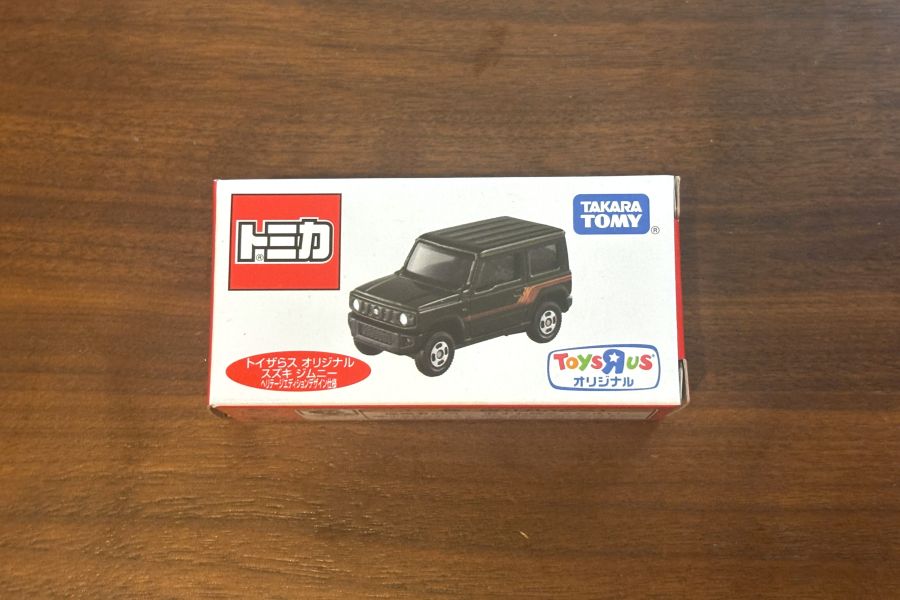 トミカ
®
TAKARA
TOMY
®
トイザらス オリジナル
スズキ ジムニー
ヘリテージエディションデザイン仕様
TOYS"R"US
オリジナル